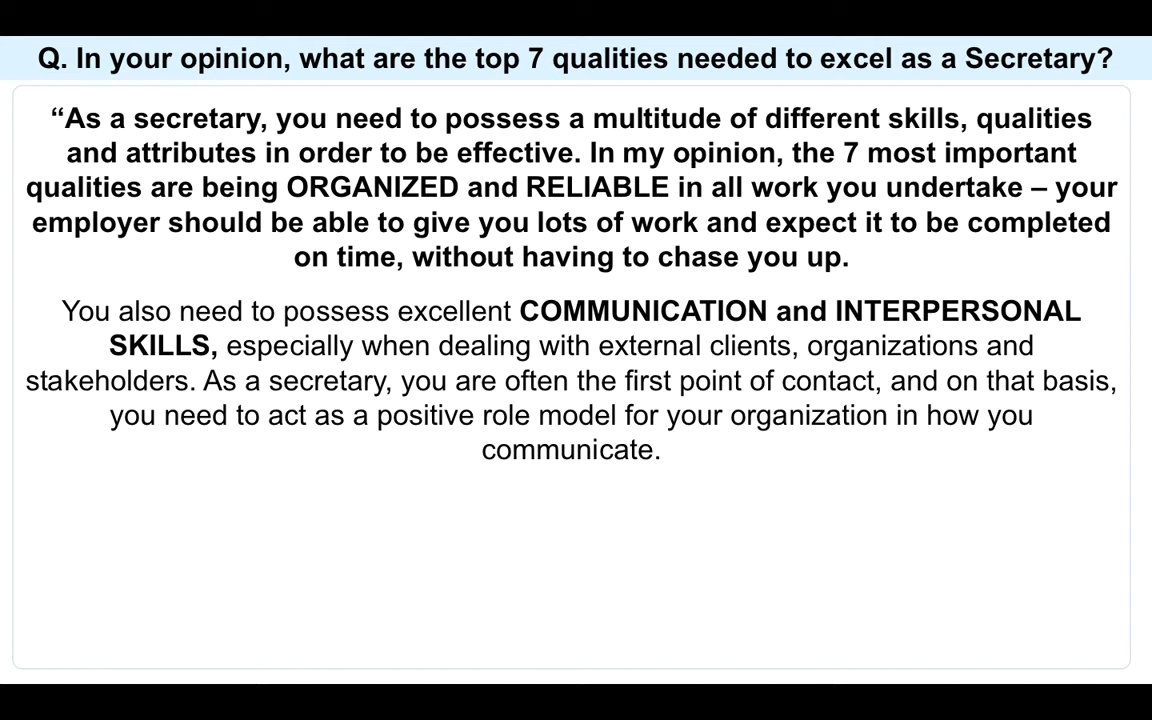 Q. In your opinion, what are the top 7 qualities needed to excel as a Secretary?
“As a secretary, you need to possess a multitude of different skills, qualities
and attributes in order to be effective. In my opinion, the 7 most important
qualities are being ORGANIZED and RELIABLE in all work you undertake – your
employer should be able to give you lots of work and expect it to be completed
on time, without having to chase you up.
You also need to possess excellent COMMUNICATION and INTERPERSONAL
SKILLS, especially when dealing with external clients, organizations and
stakeholders. As a secretary, you are often the first point of contact, and on that basis,
you need to act as a positive role model for your organization in how you
communicate.